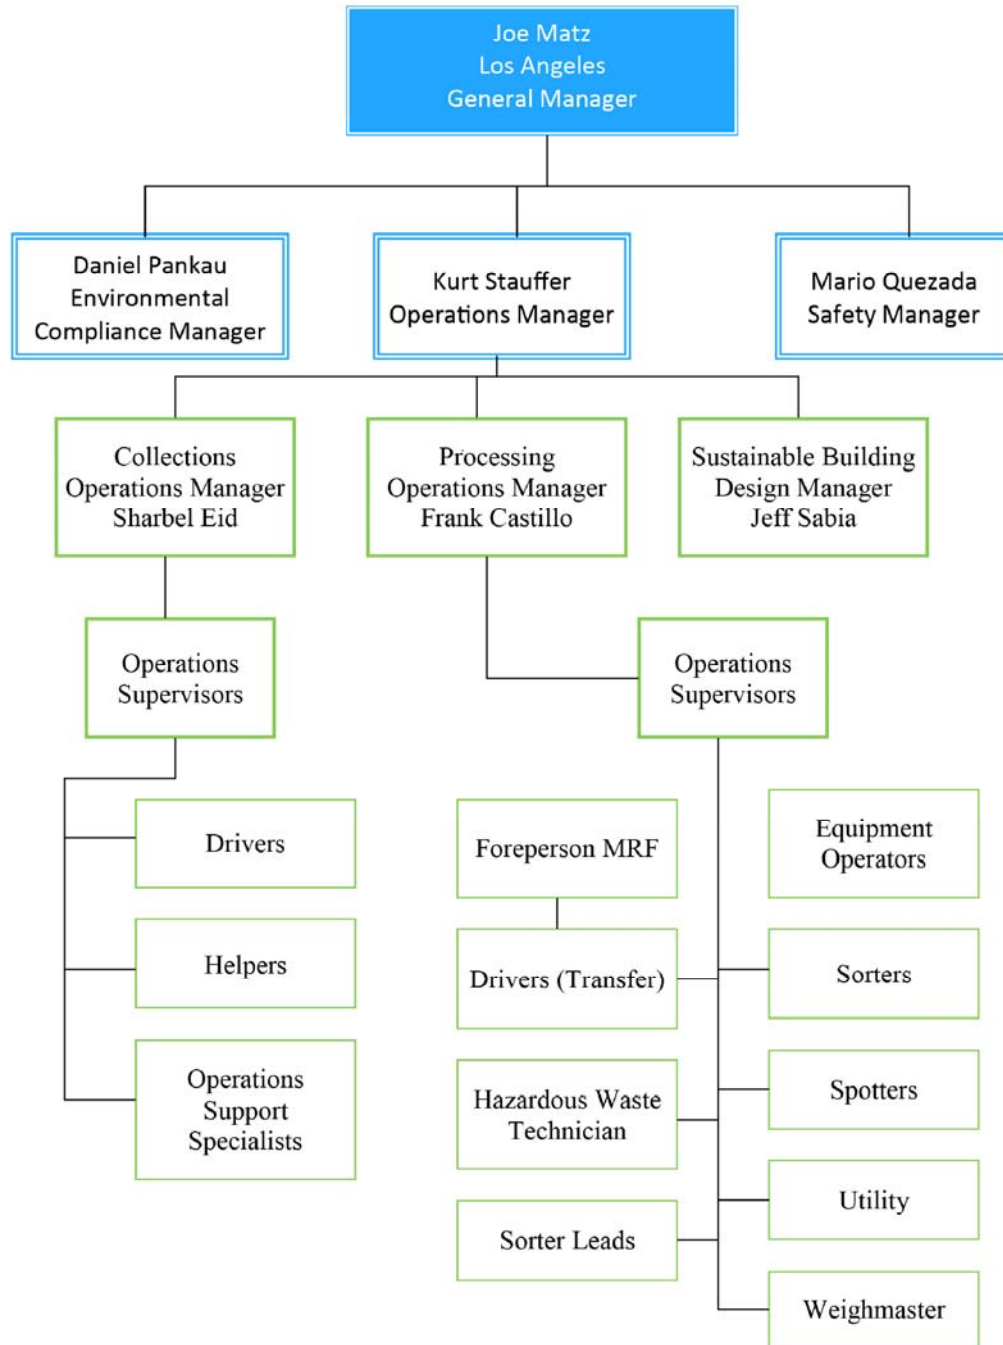 Joe Matz
Los Angeles
General Manager
Daniel Pankau
Environmental
Compliance Manager
Kurt Stauffer
Operations Manager
Mario Quezada
Safety Manager
Collections
Operations Manager
Sharbel Eid
Processing
Operations Manager
Frank Castillo
Sustainable Building
Design Manager
Jeff Sabia
Operations
Supervisors
Operations
Supervisors
Drivers
Helpers
Operations
Support
Specialists
Foreperson MRF
Drivers (Transfer)
Hazardous Waste
Technician
Sorter Leads
Equipment
Operators
Sorters
Spotters
Utility
Weighmaster